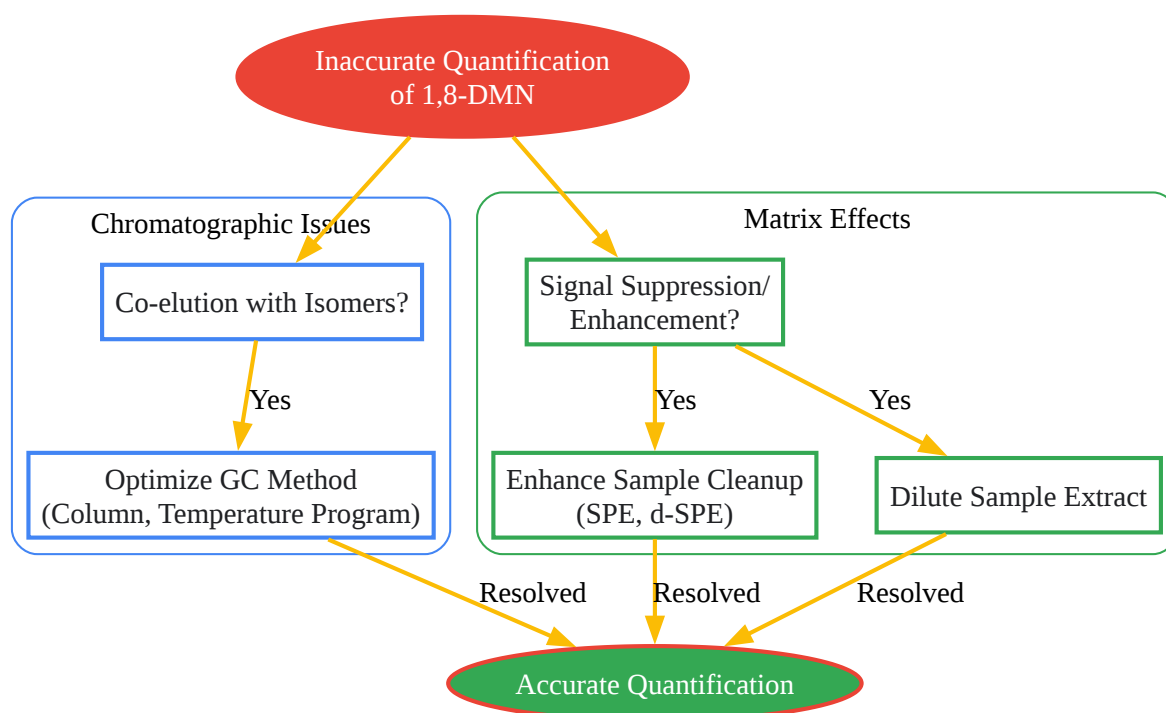 Inaccurate Quantification
of 1,8-DMN
Chromatographic Issues
Matrix Effects
Co-elution with Isomers?
Signal Suppression/
Enhancement?
Yes
Yes
Yes
Optimize GC Method
(Column, Temperature Program)
Enhance Sample Cleanup
(SPE, d-SPE)
Dilute Sample Extract
Resolved
Resolved
Resolved
Accurate Quantification